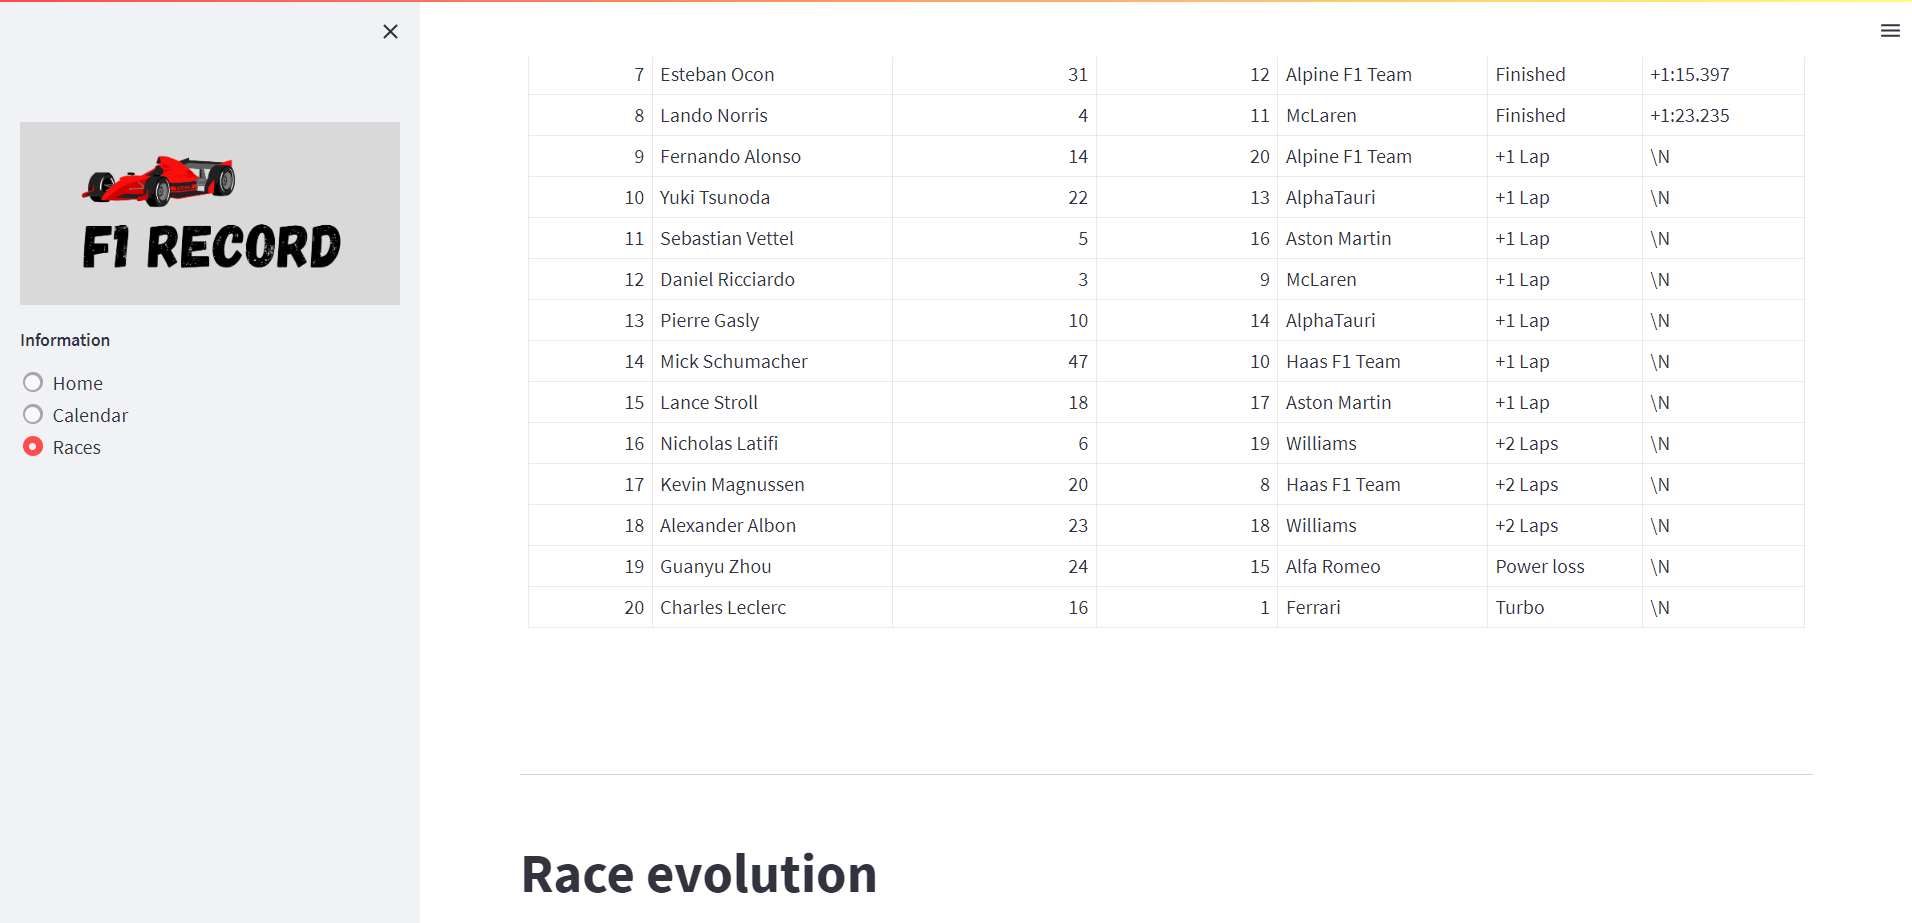 F1 RECORD
Information
Home
Calendar
Races
7 Esteban Ocon 31 12 Alpine F1 Team Finished +1:15.397
8 Lando Norris 4 11 McLaren Finished +1:23.235
9 Fernando Alonso 14 20 Alpine F1 Team +1 Lap \N
10 Yuki Tsunoda 22 13 AlphaTauri +1 Lap \N
11 Sebastian Vettel 5 16 Aston Martin +1 Lap \N
12 Daniel Ricciardo 3 9 McLaren +1 Lap \N
13 Pierre Gasly 10 14 AlphaTauri +1 Lap \N
14 Mick Schumacher 47 10 Haas F1 Team +1 Lap \N
15 Lance Stroll 18 17 Aston Martin +1 Lap \N
16 Nicholas Latifi 6 19 Williams +2 Laps \N
17 Kevin Magnussen 20 8 Haas F1 Team +2 Laps \N
18 Alexander Albon 23 18 Williams +2 Laps \N
19 Guanyu Zhou 24 15 Alfa Romeo Power loss \N
20 Charles Leclerc 16 1 Ferrari Turbo \N
Race evolution